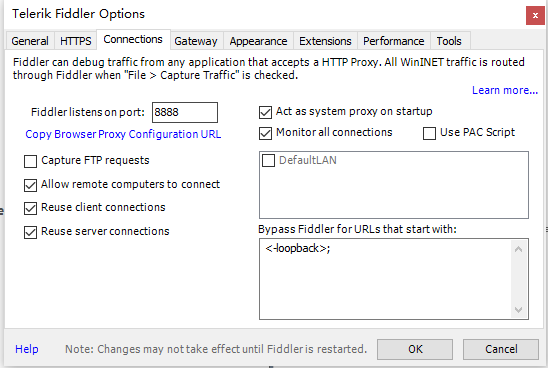 Telerik Fiddler Options
General HTTPS Connections Gateway Appearance Extensions Performance Tools
Fiddler can debug traffic from any application that accepts a HTTP Proxy. All WinINET traffic is routed
through Fiddler when "File > Capture Traffic" is checked.
Learn more...
Fiddler listens on port: 8888
Copy Browser Proxy Configuration URL
Capture FTP requests
Allow remote computers to connect
Reuse client connections
Reuse server connections
Act as system proxy on startup
Monitor all connections Use PAC Script
DefaultLAN
Bypass Fiddler for URLs that start with:
<-loopback>;
Help Note: Changes may not take effect until Fiddler is restarted. OK Cancel